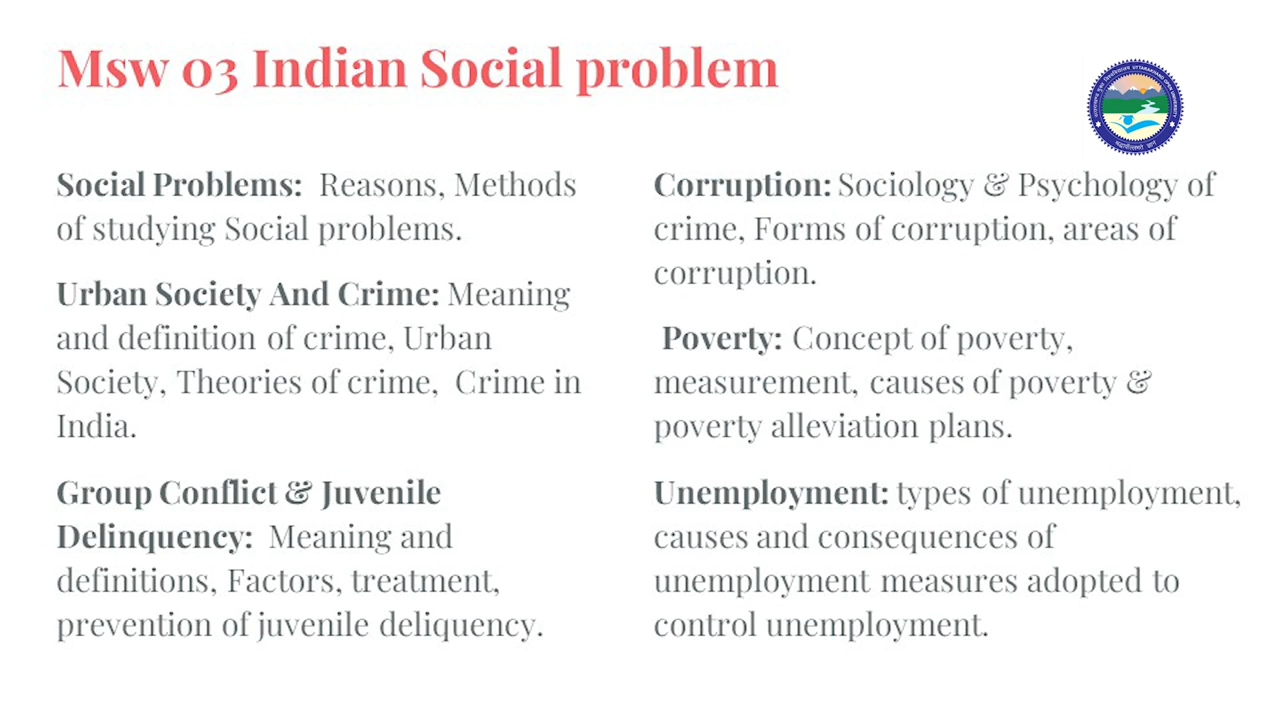 Msw 03 Indian Social problem
Social Problems: Reasons, Methods
of studying Social problems.
Urban Society And Crime: Meaning
and definition of crime, Urban
Society, Theories of crime, Crime in
India.
Group Conflict & Juvenile
Delinquency: Meaning and
definitions, Factors, treatment,
prevention of juvenile deliquency.
Corruption: Sociology & Psychology of
crime, Forms of corruption, areas of
corruption.
Poverty: Concept of poverty,
measurement, causes of poverty &
poverty alleviation plans.
Unemployment: types of unemployment,
causes and consequences of
unemployment measures adopted to
control unemployment.